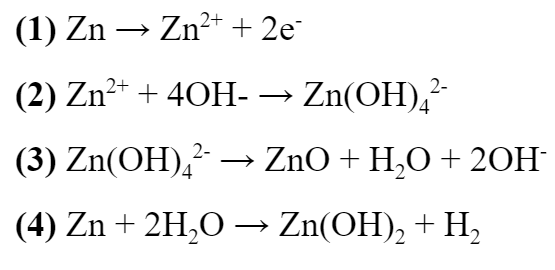 (1) Zn → Zn²⁺ + 2e⁻
(2) Zn²⁺ + 4OH- → Zn(OH)₄²⁻
(3) Zn(OH)₄²⁻ → ZnO + H₂O + 2OH⁻
(4) Zn + 2H₂O → Zn(OH)₂ + H₂